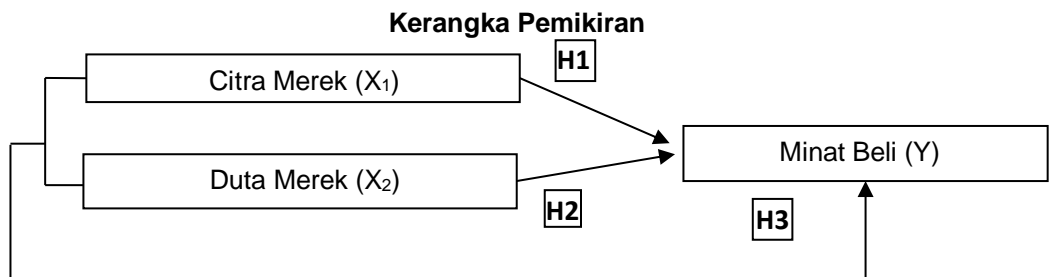 Kerangka Pemikiran
H1
Citra Merek (X₁)
Minat Beli (Y)
Duta Merek (X₂)
H2
H3